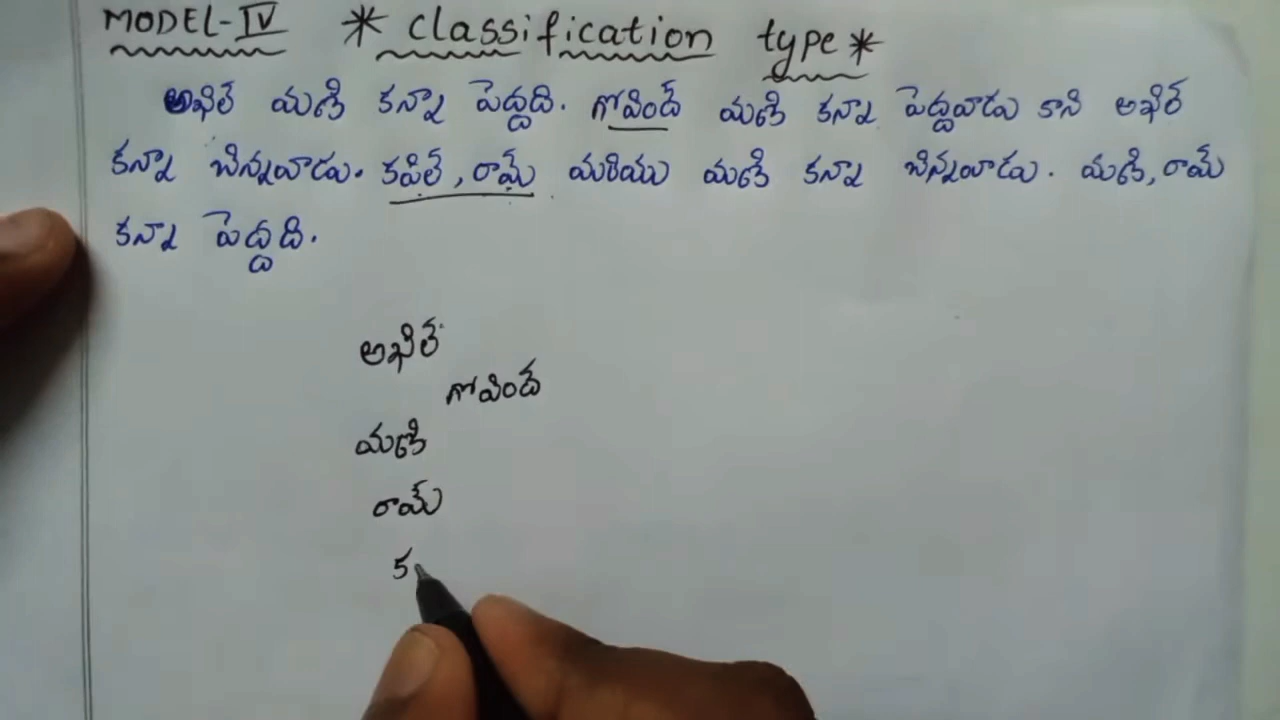 MODEL-IV * classification type *
అఖిల్ మణి కన్నా పెద్దది. గోవింద్ మణి కన్నా పెద్దవాడు కాని అఖిల్
కన్నా చిన్నవాడు. కపిల్, రామ్ మరియు మణి కన్నా చిన్నవాడు. మణి, రామ్
కన్నా పెద్దది.
అఖిల్
గోవింద్
మణి
రామ్
క